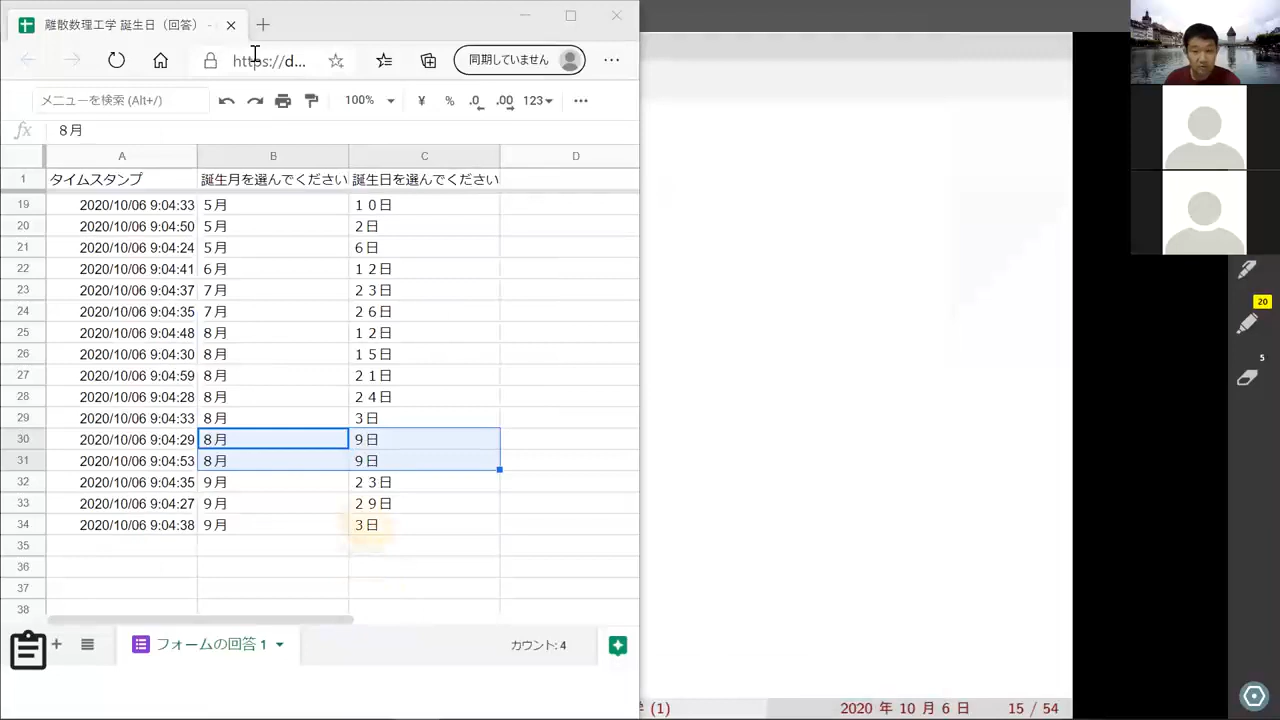 離散数理工学 誕生日（回答） -
https://d...
同期していません
メニューを検索 (Alt+/)
100%
¥
%
.0
.00
123
fx
8月
A
B
C
D
1 タイムスタンプ 誕生月を選んでください 誕生日を選んでください
19 2020/10/06 9:04:33 5月 10日
20 2020/10/06 9:04:50 5月 2日
21 2020/10/06 9:04:24 5月 6日
22 2020/10/06 9:04:41 6月 12日
23 2020/10/06 9:04:37 7月 23日
24 2020/10/06 9:04:35 7月 26日
25 2020/10/06 9:04:48 8月 12日
26 2020/10/06 9:04:30 8月 15日
27 2020/10/06 9:04:59 8月 21日
28 2020/10/06 9:04:28 8月 24日
29 2020/10/06 9:04:33 8月 3日
30 2020/10/06 9:04:29 8月 9日
31 2020/10/06 9:04:53 8月 9日
32 2020/10/06 9:04:35 9月 23日
33 2020/10/06 9:04:27 9月 29日
34 2020/10/06 9:04:38 9月 3日
35
36
37
38
フォームの回答 1
カウント: 4
(1)
2020 年 10 月 6 日
15 / 54
20
5